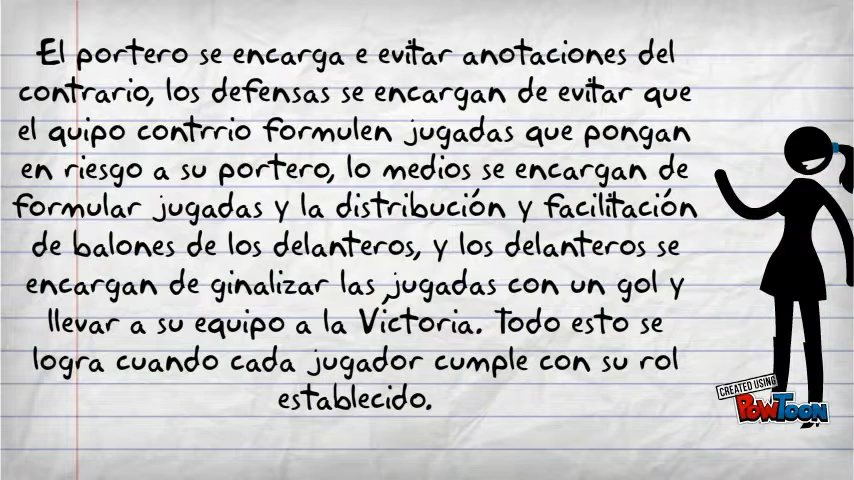 El portero se encarga e evitar anotaciones del
contrario, los defensas se encargan de evitar que
el quipo contrrio formulen jugadas que pongan
en riesgo a su portero, lo medios se encargan de
formular jugadas y la distribución y facilitación
de balones de los delanteros, y los delanteros se
encargan de ginalizar las jugadas con un gol y
llevar a su equipo a la Victoria. Todo esto se
logra cuando cada jugador cumple con su rol
establecido.
CREATED USING
POWTOON